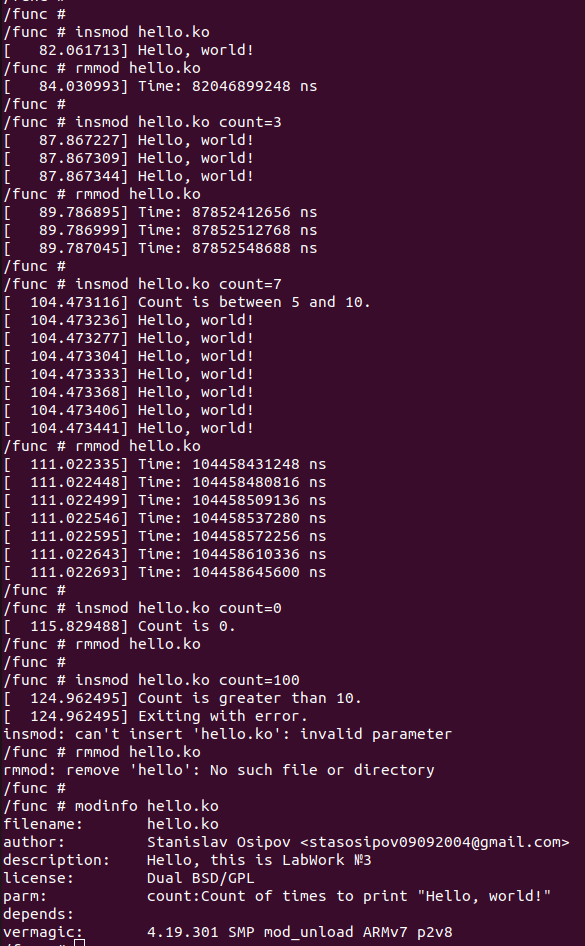 /func #
/func #
/func # insmod hello.ko
[   82.061713] Hello, world!
/func # rmmod hello.ko
[   84.030993] Time: 82046899248 ns
/func #
/func # insmod hello.ko count=3
[   87.867227] Hello, world!
[   87.867309] Hello, world!
[   87.867344] Hello, world!
/func # rmmod hello.ko
[   89.786895] Time: 87852412656 ns
[   89.786999] Time: 87852512768 ns
[   89.787045] Time: 87852548688 ns
/func #
/func # insmod hello.ko count=7
[  104.473116] Count is between 5 and 10.
[  104.473236] Hello, world!
[  104.473277] Hello, world!
[  104.473304] Hello, world!
[  104.473333] Hello, world!
[  104.473368] Hello, world!
[  104.473406] Hello, world!
[  104.473441] Hello, world!
/func # rmmod hello.ko
[  111.022335] Time: 104458431248 ns
[  111.022448] Time: 104458480816 ns
[  111.022499] Time: 104458509136 ns
[  111.022546] Time: 104458537280 ns
[  111.022595] Time: 104458572256 ns
[  111.022643] Time: 104458610336 ns
[  111.022693] Time: 104458645600 ns
/func #
/func # insmod hello.ko count=0
[  115.829488] Count is 0.
/func # rmmod hello.ko
/func #
/func # insmod hello.ko count=100
[  124.962495] Count is greater than 10.
[  124.962495] Exiting with error.
insmod: can't insert 'hello.ko': invalid parameter
/func # rmmod hello.ko
rmmod: remove 'hello': No such file or directory
/func #
/func # modinfo hello.ko
filename:       hello.ko
author:         Stanislav Osipov <stasosipov09092004@gmail.com>
description:    Hello, this is LabWork №3
license:        Dual BSD/GPL
parm:           count:Count of times to print "Hello, world!"
depends:
vermagic:       4.19.301 SMP mod_unload ARMv7 p2v8
/func #